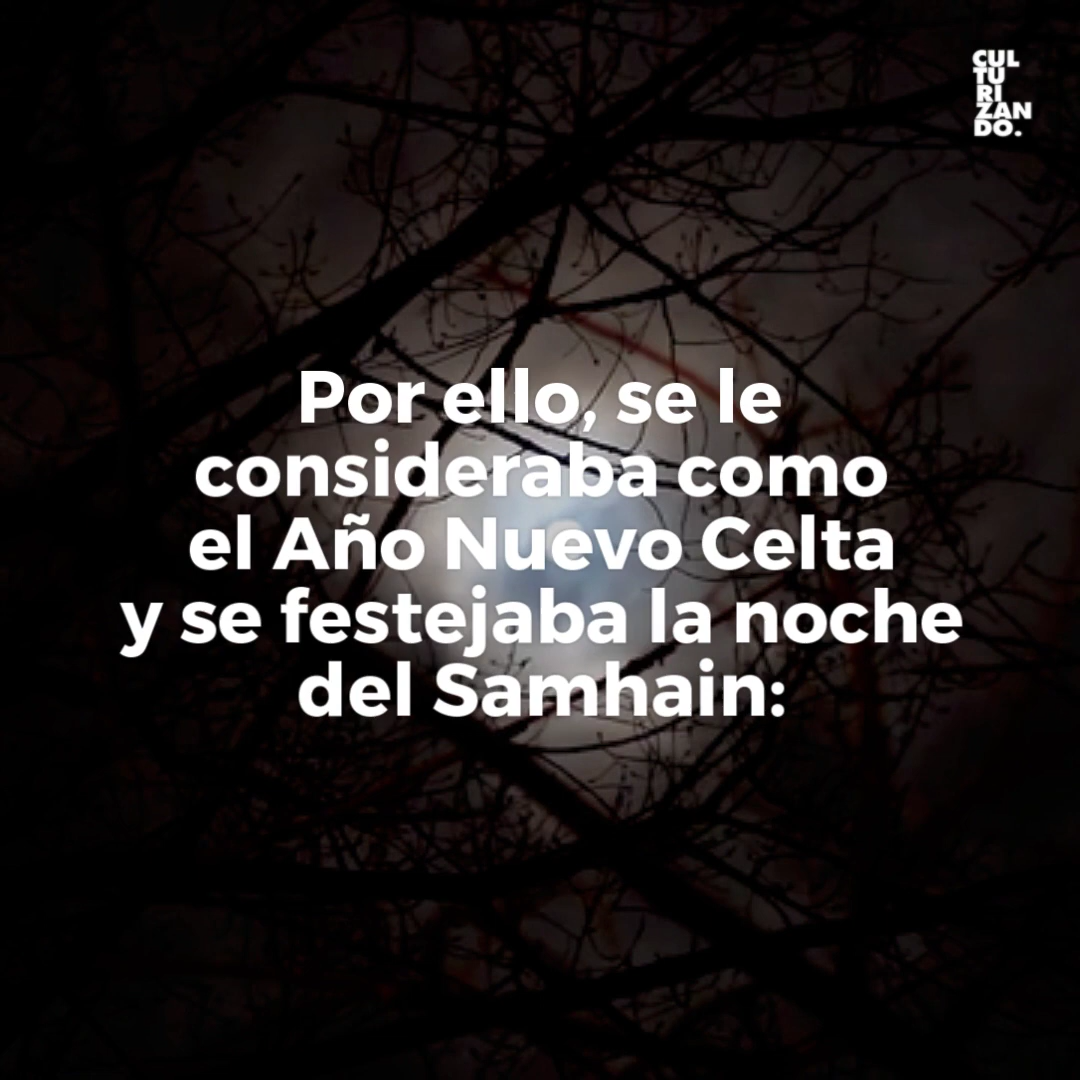 CUL
TU
RI
ZAN
DO.
Por ello, se le
consideraba como
el Año Nuevo Celta
y se festejaba la noche
del Samhain: